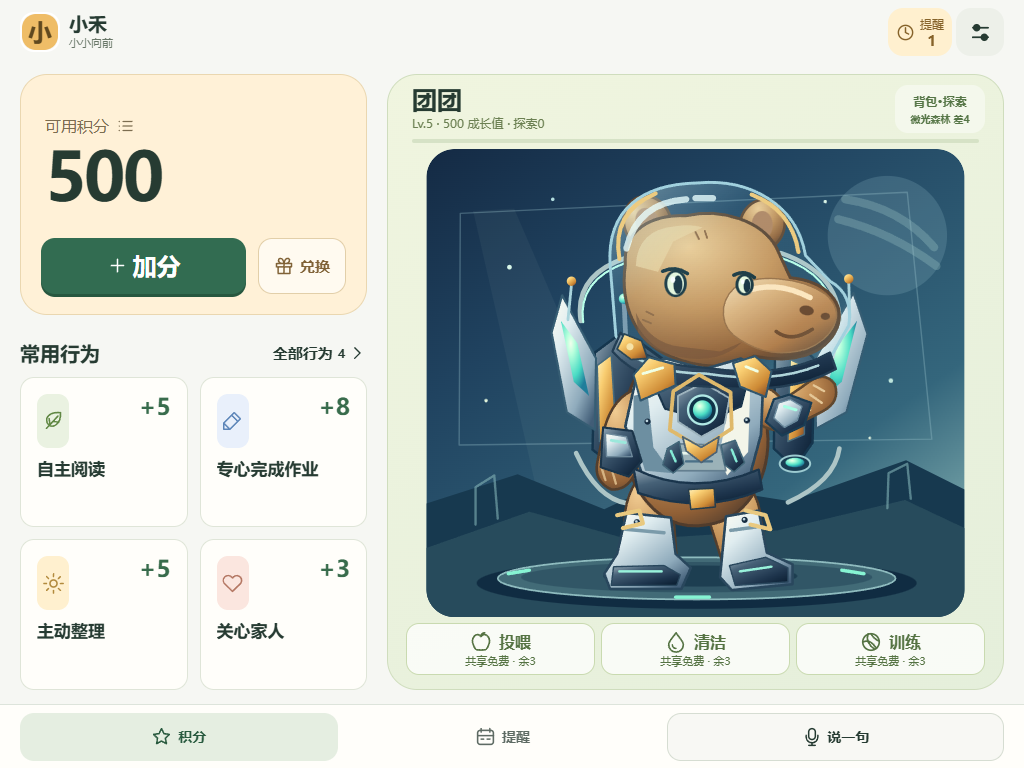 小
小禾
小小向前
提醒
1
可用积分
500
+ 加分
兑换
常用行为
全部行为 4
+5
自主阅读
+8
专心完成作业
+5
主动整理
+3
关心家人
团团
Lv.5 · 500 成长值 · 探索0
背包•探索
微光森林 差4
投喂
共享免费 · 余3
清洁
共享免费 · 余3
训练
共享免费 · 余3
积分
提醒
说一句